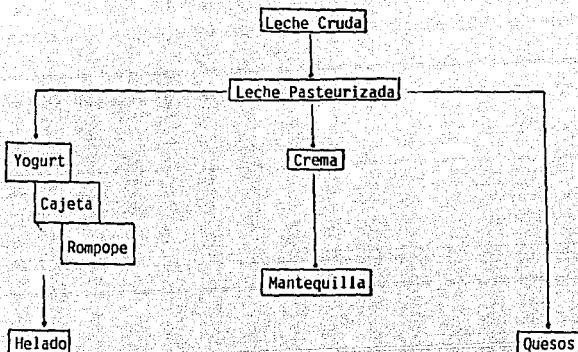 Leche Cruda
Leche Pasteurizada
Yogurt
Crema
Cajeta
Rompope
Mantequilla
Helado
Quesos